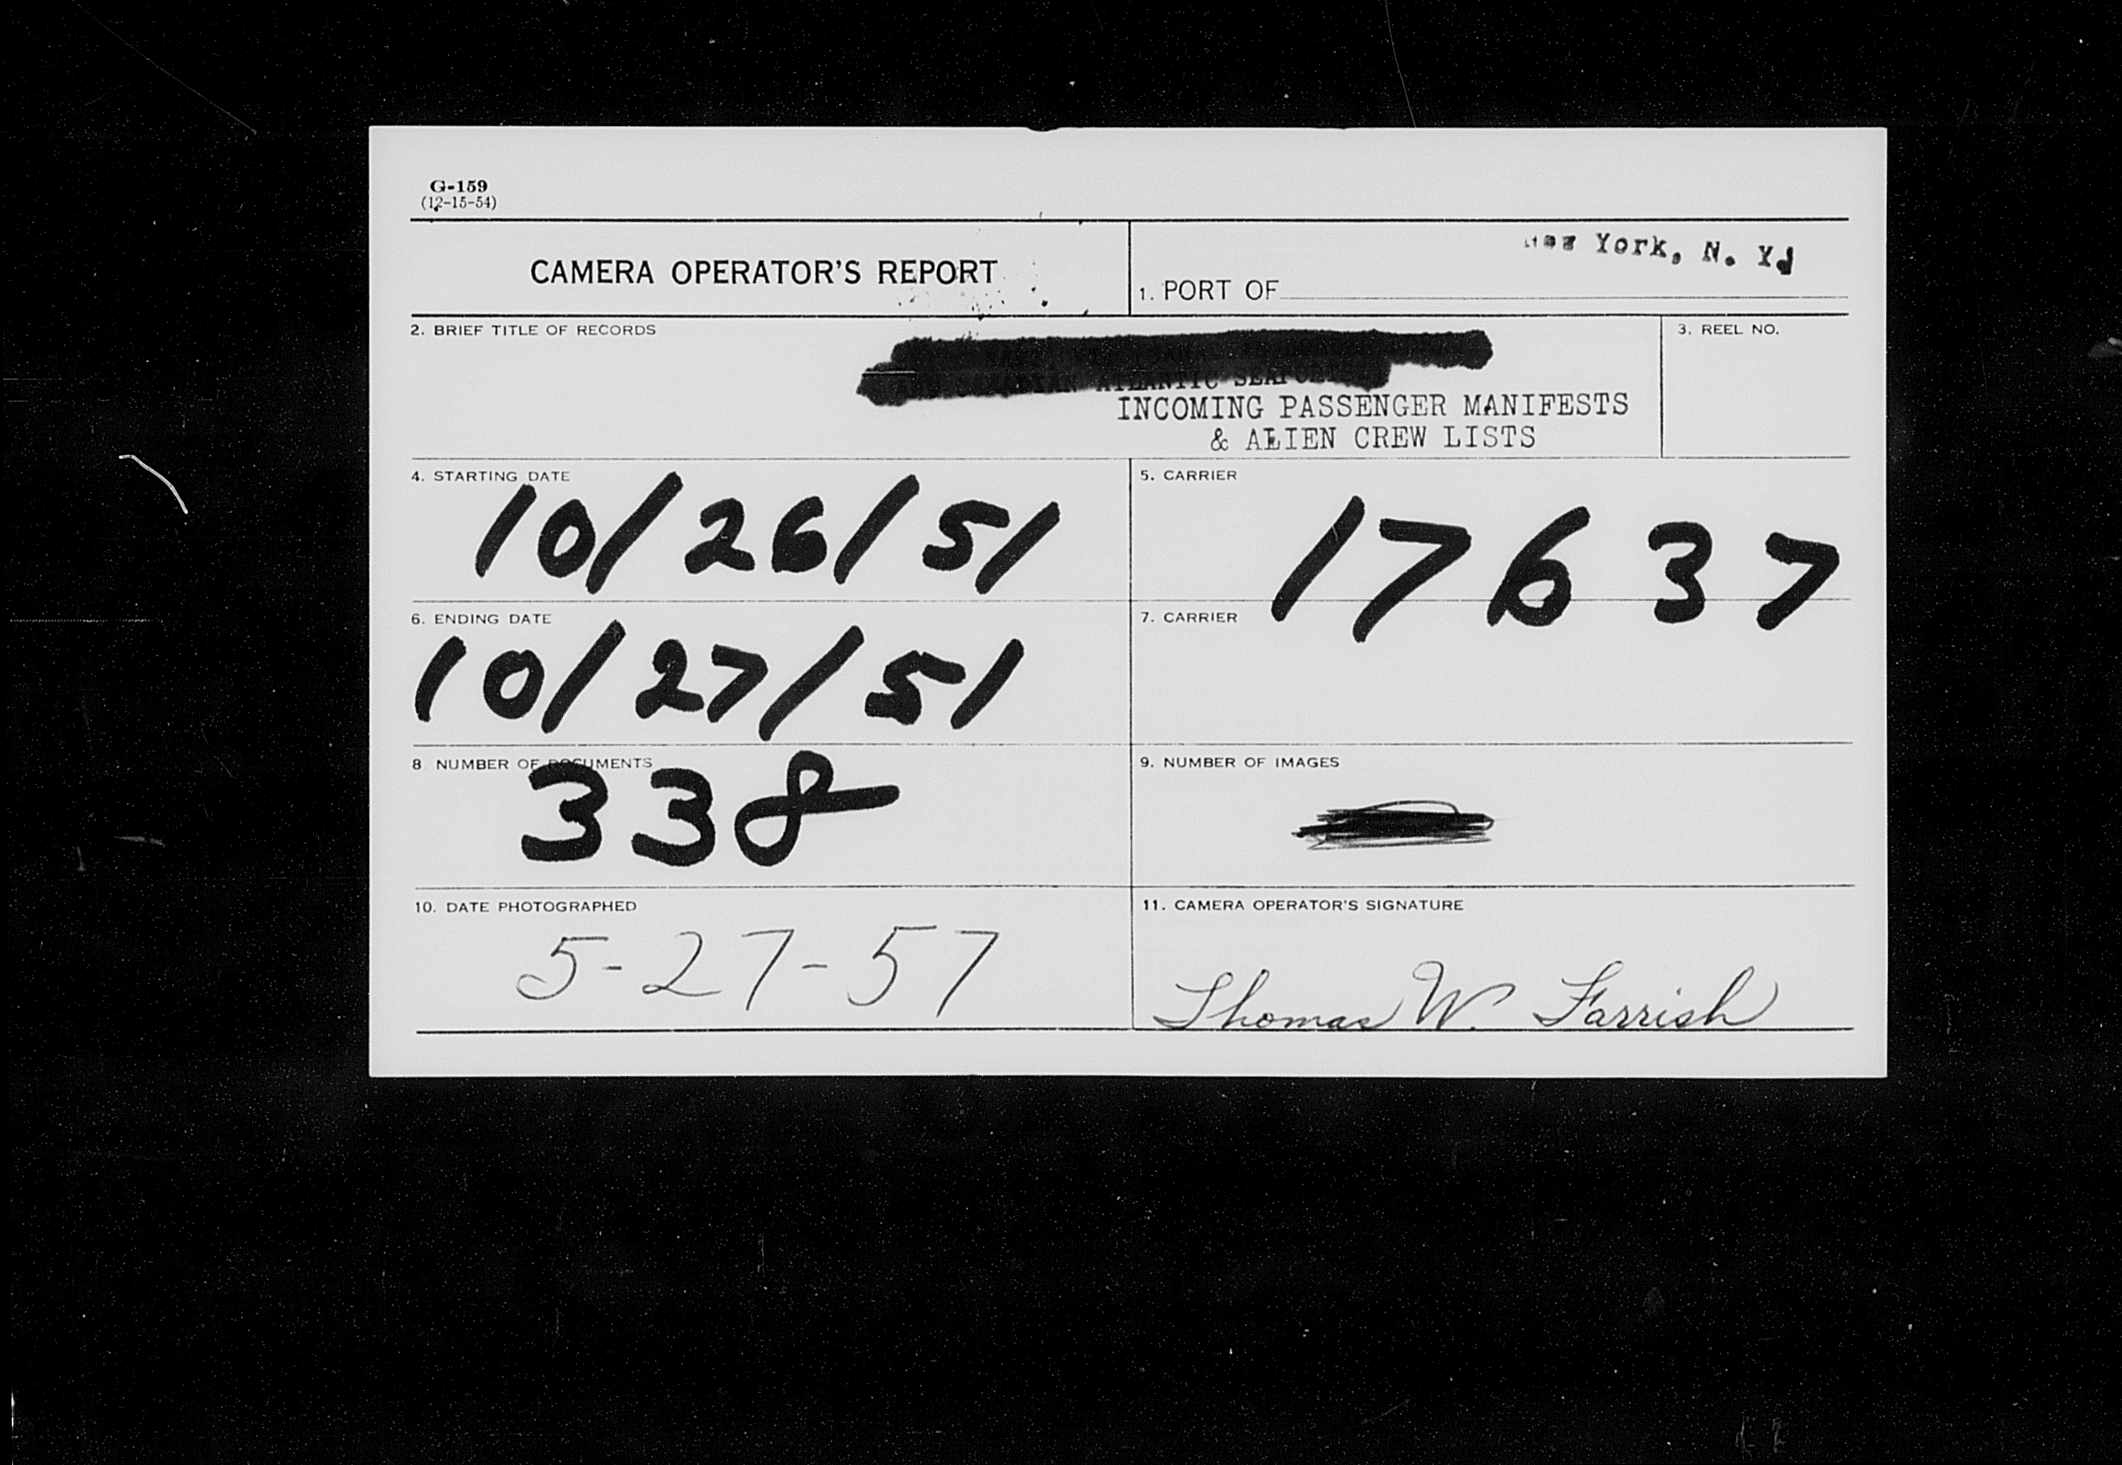 G-159
(12-15-54)
CAMERA OPERATOR'S REPORT
1. PORT OF
York, N. Y.
2. BRIEF TITLE OF RECORDS
ATLANTIC
INCOMING PASSENGER MANIFESTS
& ALIEN CREW LISTS
3. REEL NO.
4. STARTING DATE
10/26/51
5. CARRIER
17637
6. ENDING DATE
10/27/51
7. CARRIER
8 NUMBER OF DOCUMENTS
338
9. NUMBER OF IMAGES
10. DATE PHOTOGRAPHED
5-27-57
11. CAMERA OPERATOR'S SIGNATURE
Thomas W. Farrish